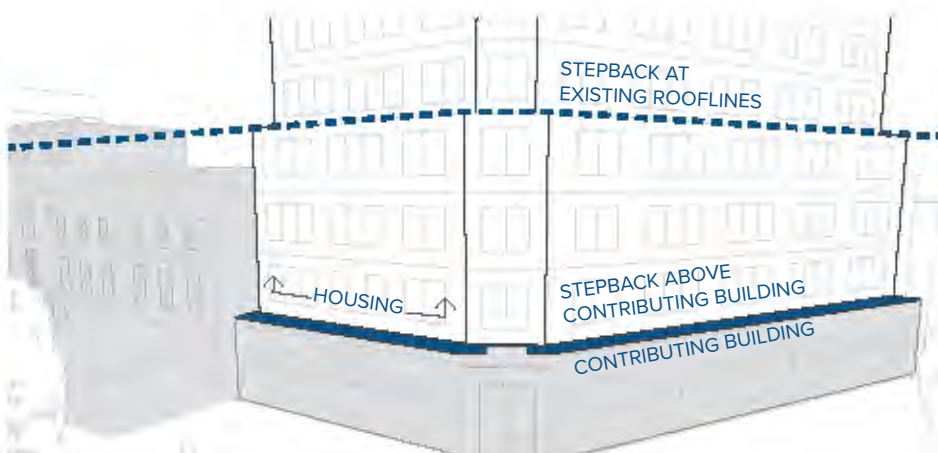 STEPBACK AT
EXISTING ROOFLINES
HOUSING
STEPBACK ABOVE
CONTRIBUTING BUILDING
CONTRIBUTING BUILDING